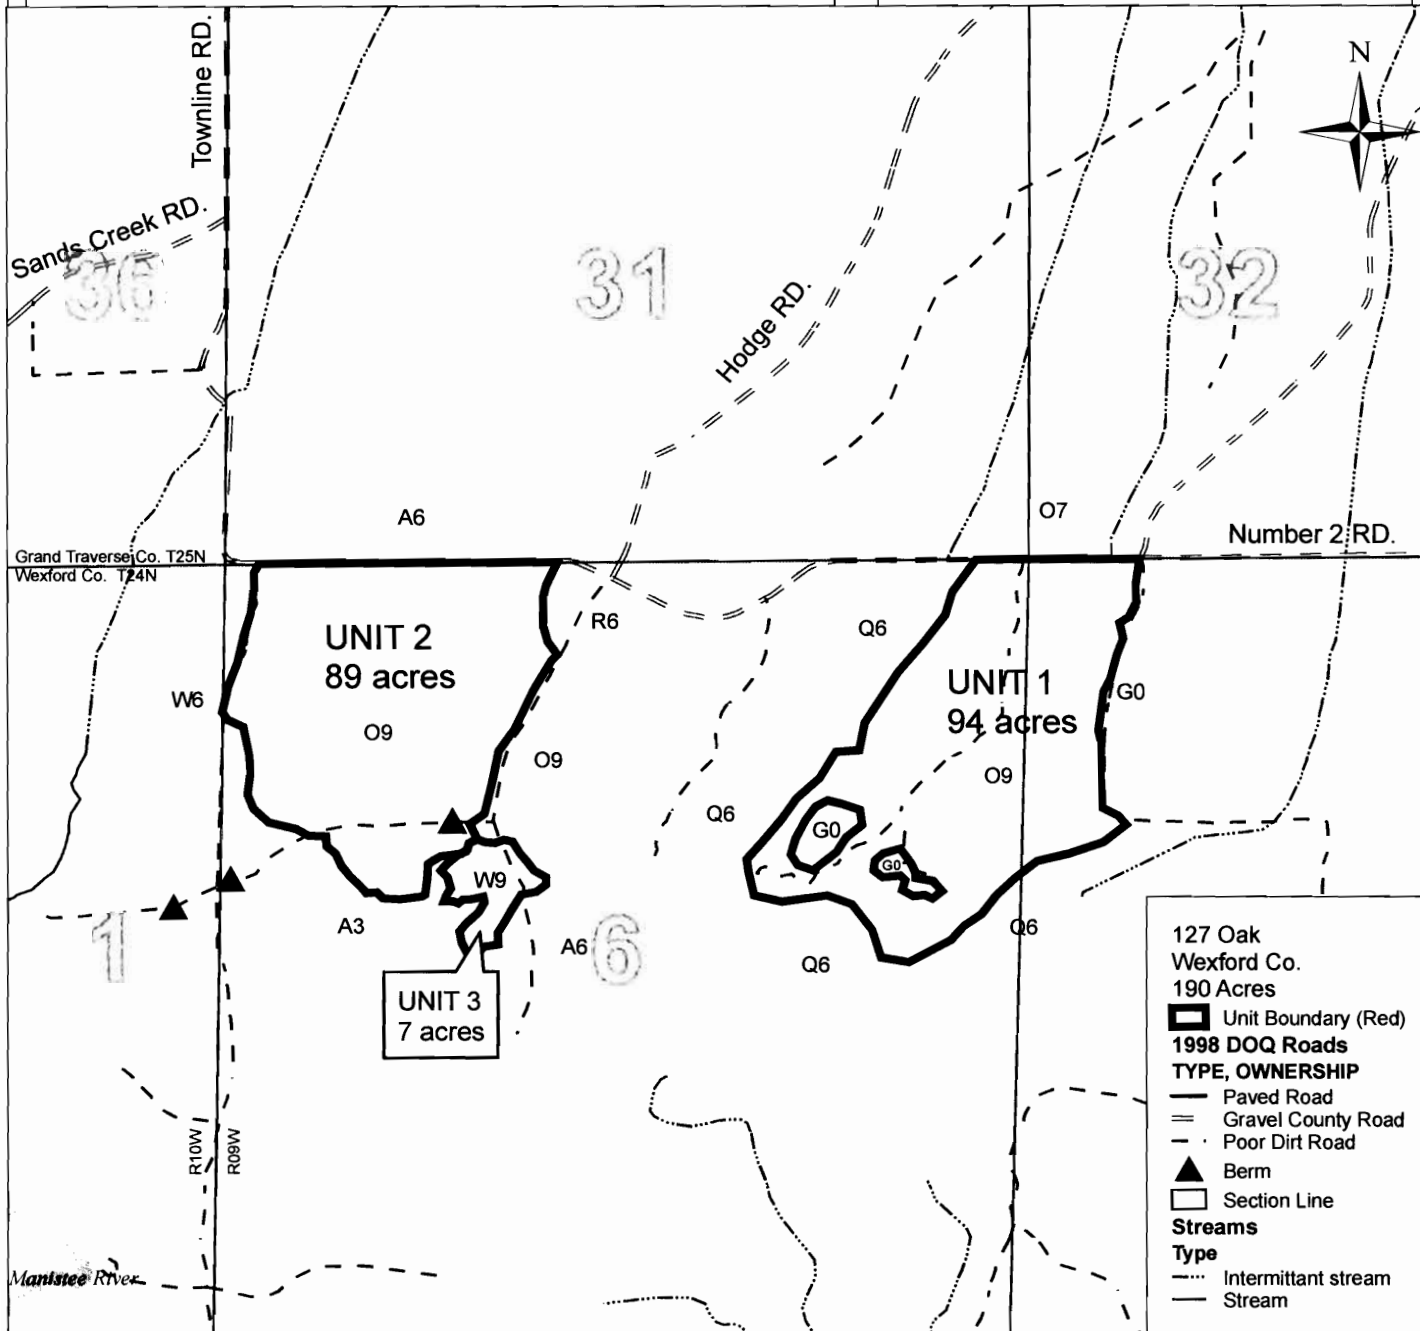 Townline RD.
N
Sands Creek RD.
36
31
32
Hodge RD.
A6
O7
Number 2 RD.
Grand Traverse Co. T25N
Wexford Co. T24N
R6
Q6
UNIT 2
89 acres
UNIT 1
94 acres
W6
G0
O9
O9
O9
Q6
G0
G0
W9
A3
A6
6
Q6
Q6
1
UNIT 3
7 acres
R10W
R09W
Manistee River
127 Oak
Wexford Co.
190 Acres
Unit Boundary (Red)
1998 DOQ Roads
TYPE, OWNERSHIP
Paved Road
Gravel County Road
Poor Dirt Road
Berm
Section Line
Streams
Type
Intermittant stream
Stream